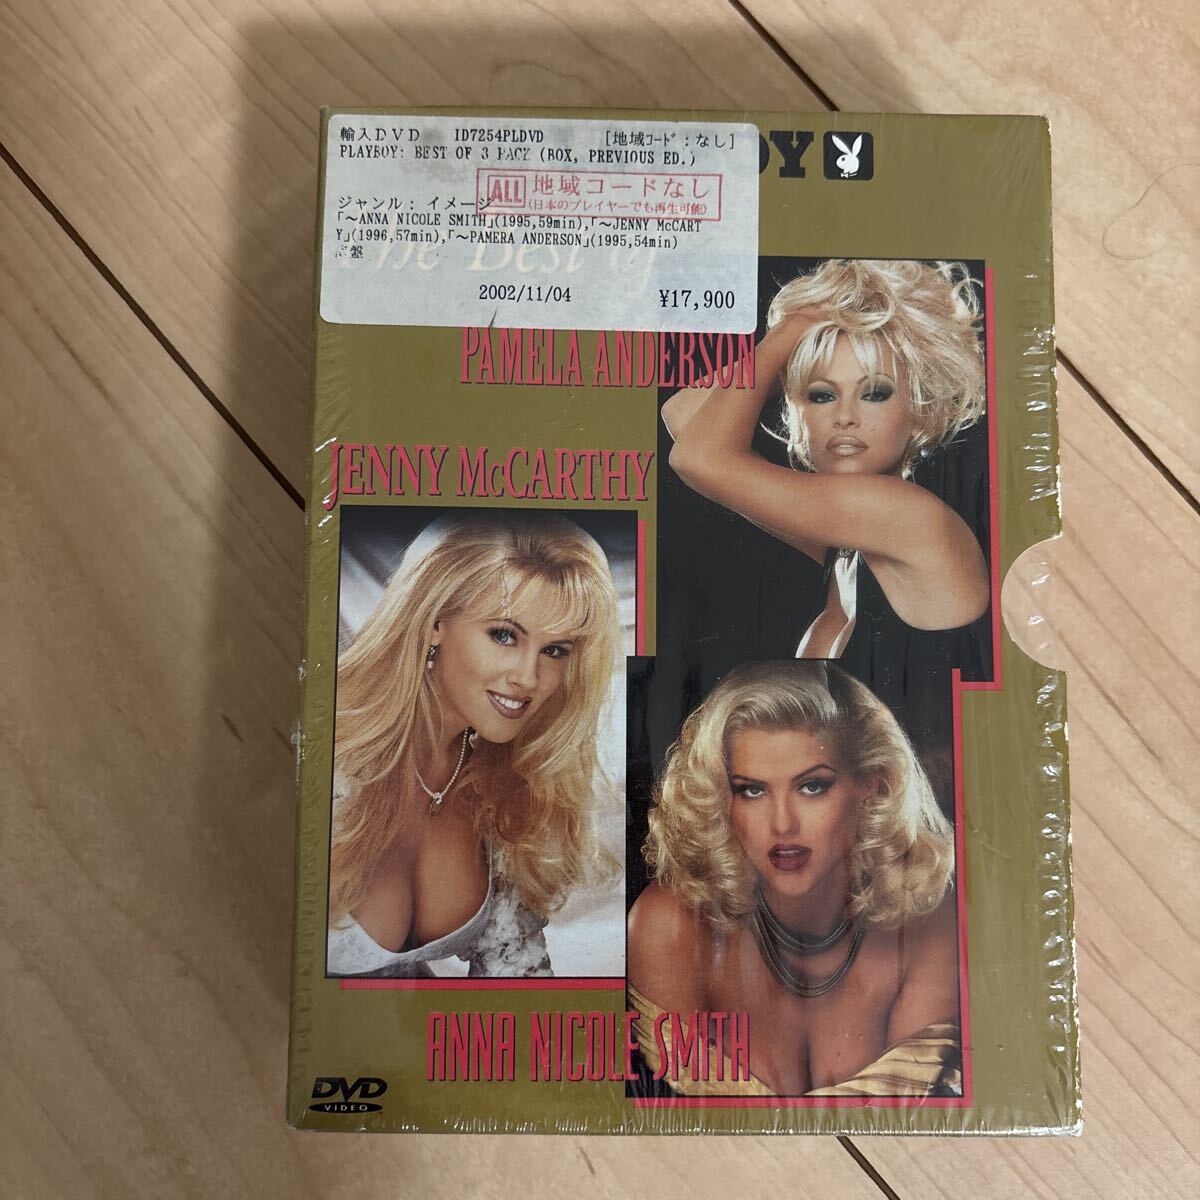 輸入DVD ID7254PLDVD [地域コード:なし]
PLAYBOY: BEST OF 3 PACK (BOX, PREVIOUS ED.)
ALL 地域コードなし
(日本のプレイヤーでも再生可能)
ジャンル: イメージ
「~ANNA NICOLE SMITH」(1995,59min),「~JENNY McCART
Y」(1996,57min),「~PAMERA ANDERSON」(1995,54min)
2002/11/04 ¥17,900
OY
The Best of
PAMELA ANDERSON
JENNY McCARTHY
ANNA NICOLE SMITH
DVD
VIDEO